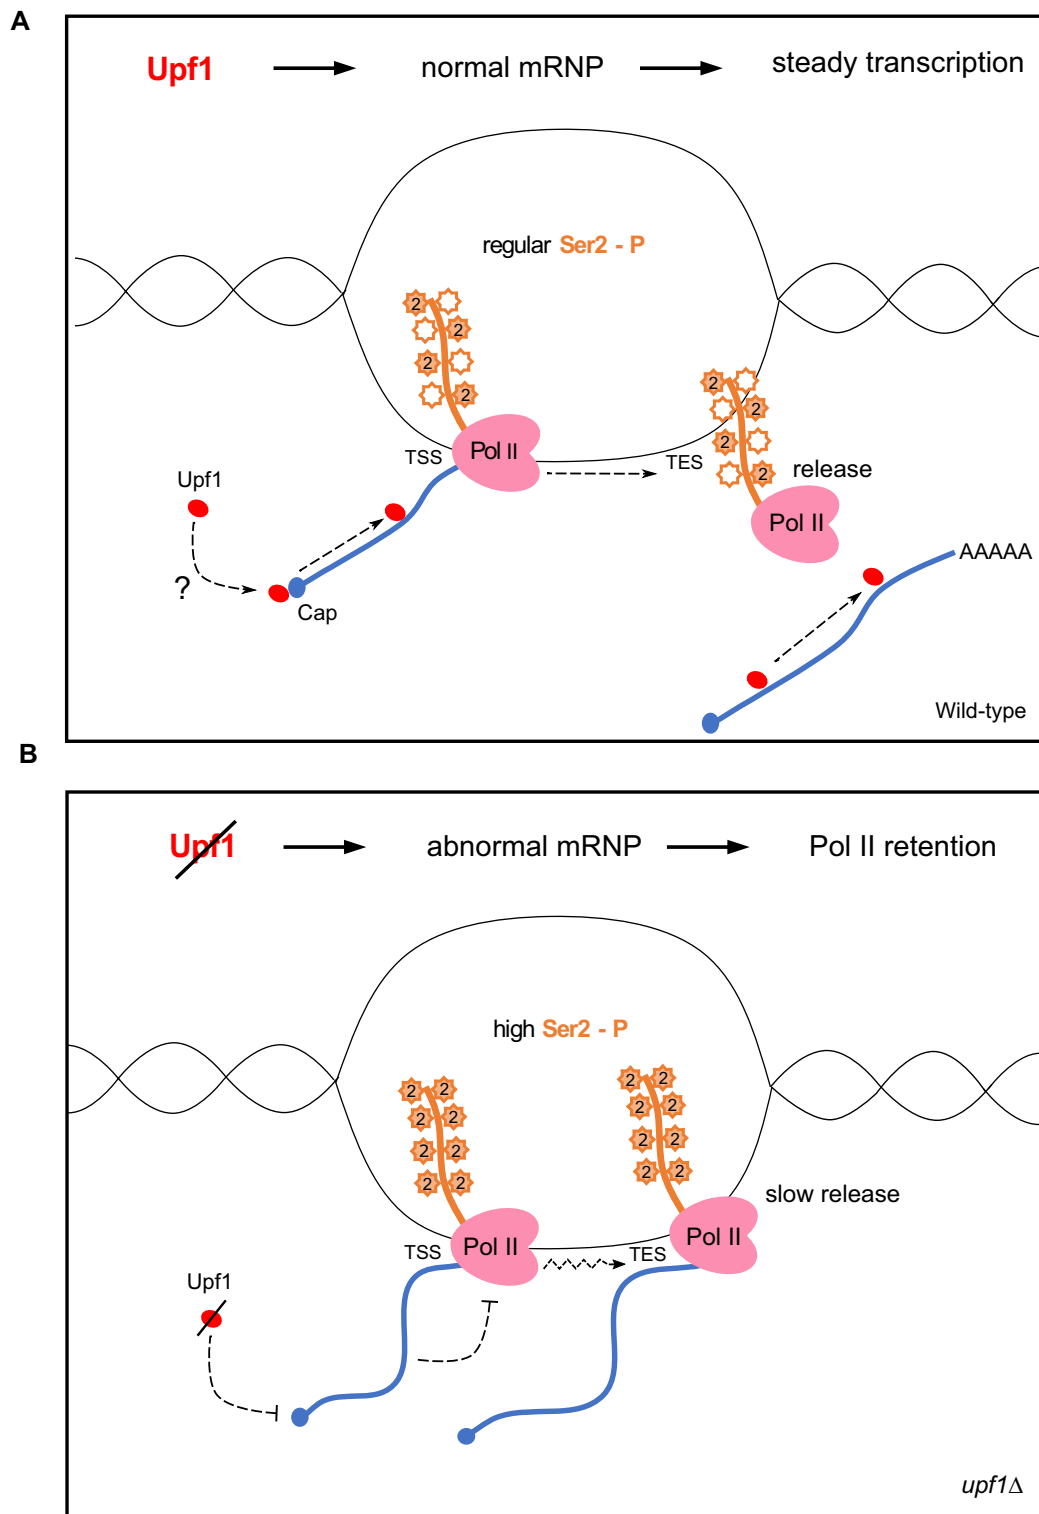 A
Upf1
normal mRNP
steady transcription
regular Ser2 - P
2
2
2
2
2
2
2
2
TSS
Pol II
TES
release
Upf1
Pol II
AAAAA
?
Cap
Wild-type
B
Upf1
abnormal mRNP
Pol II retention
high Ser2 - P
2 2
2 2
2 2
2 2
2 2
2 2
2 2
2 2
slow release
TSS
Pol II
TES
Pol II
Upf1
upf1Δ